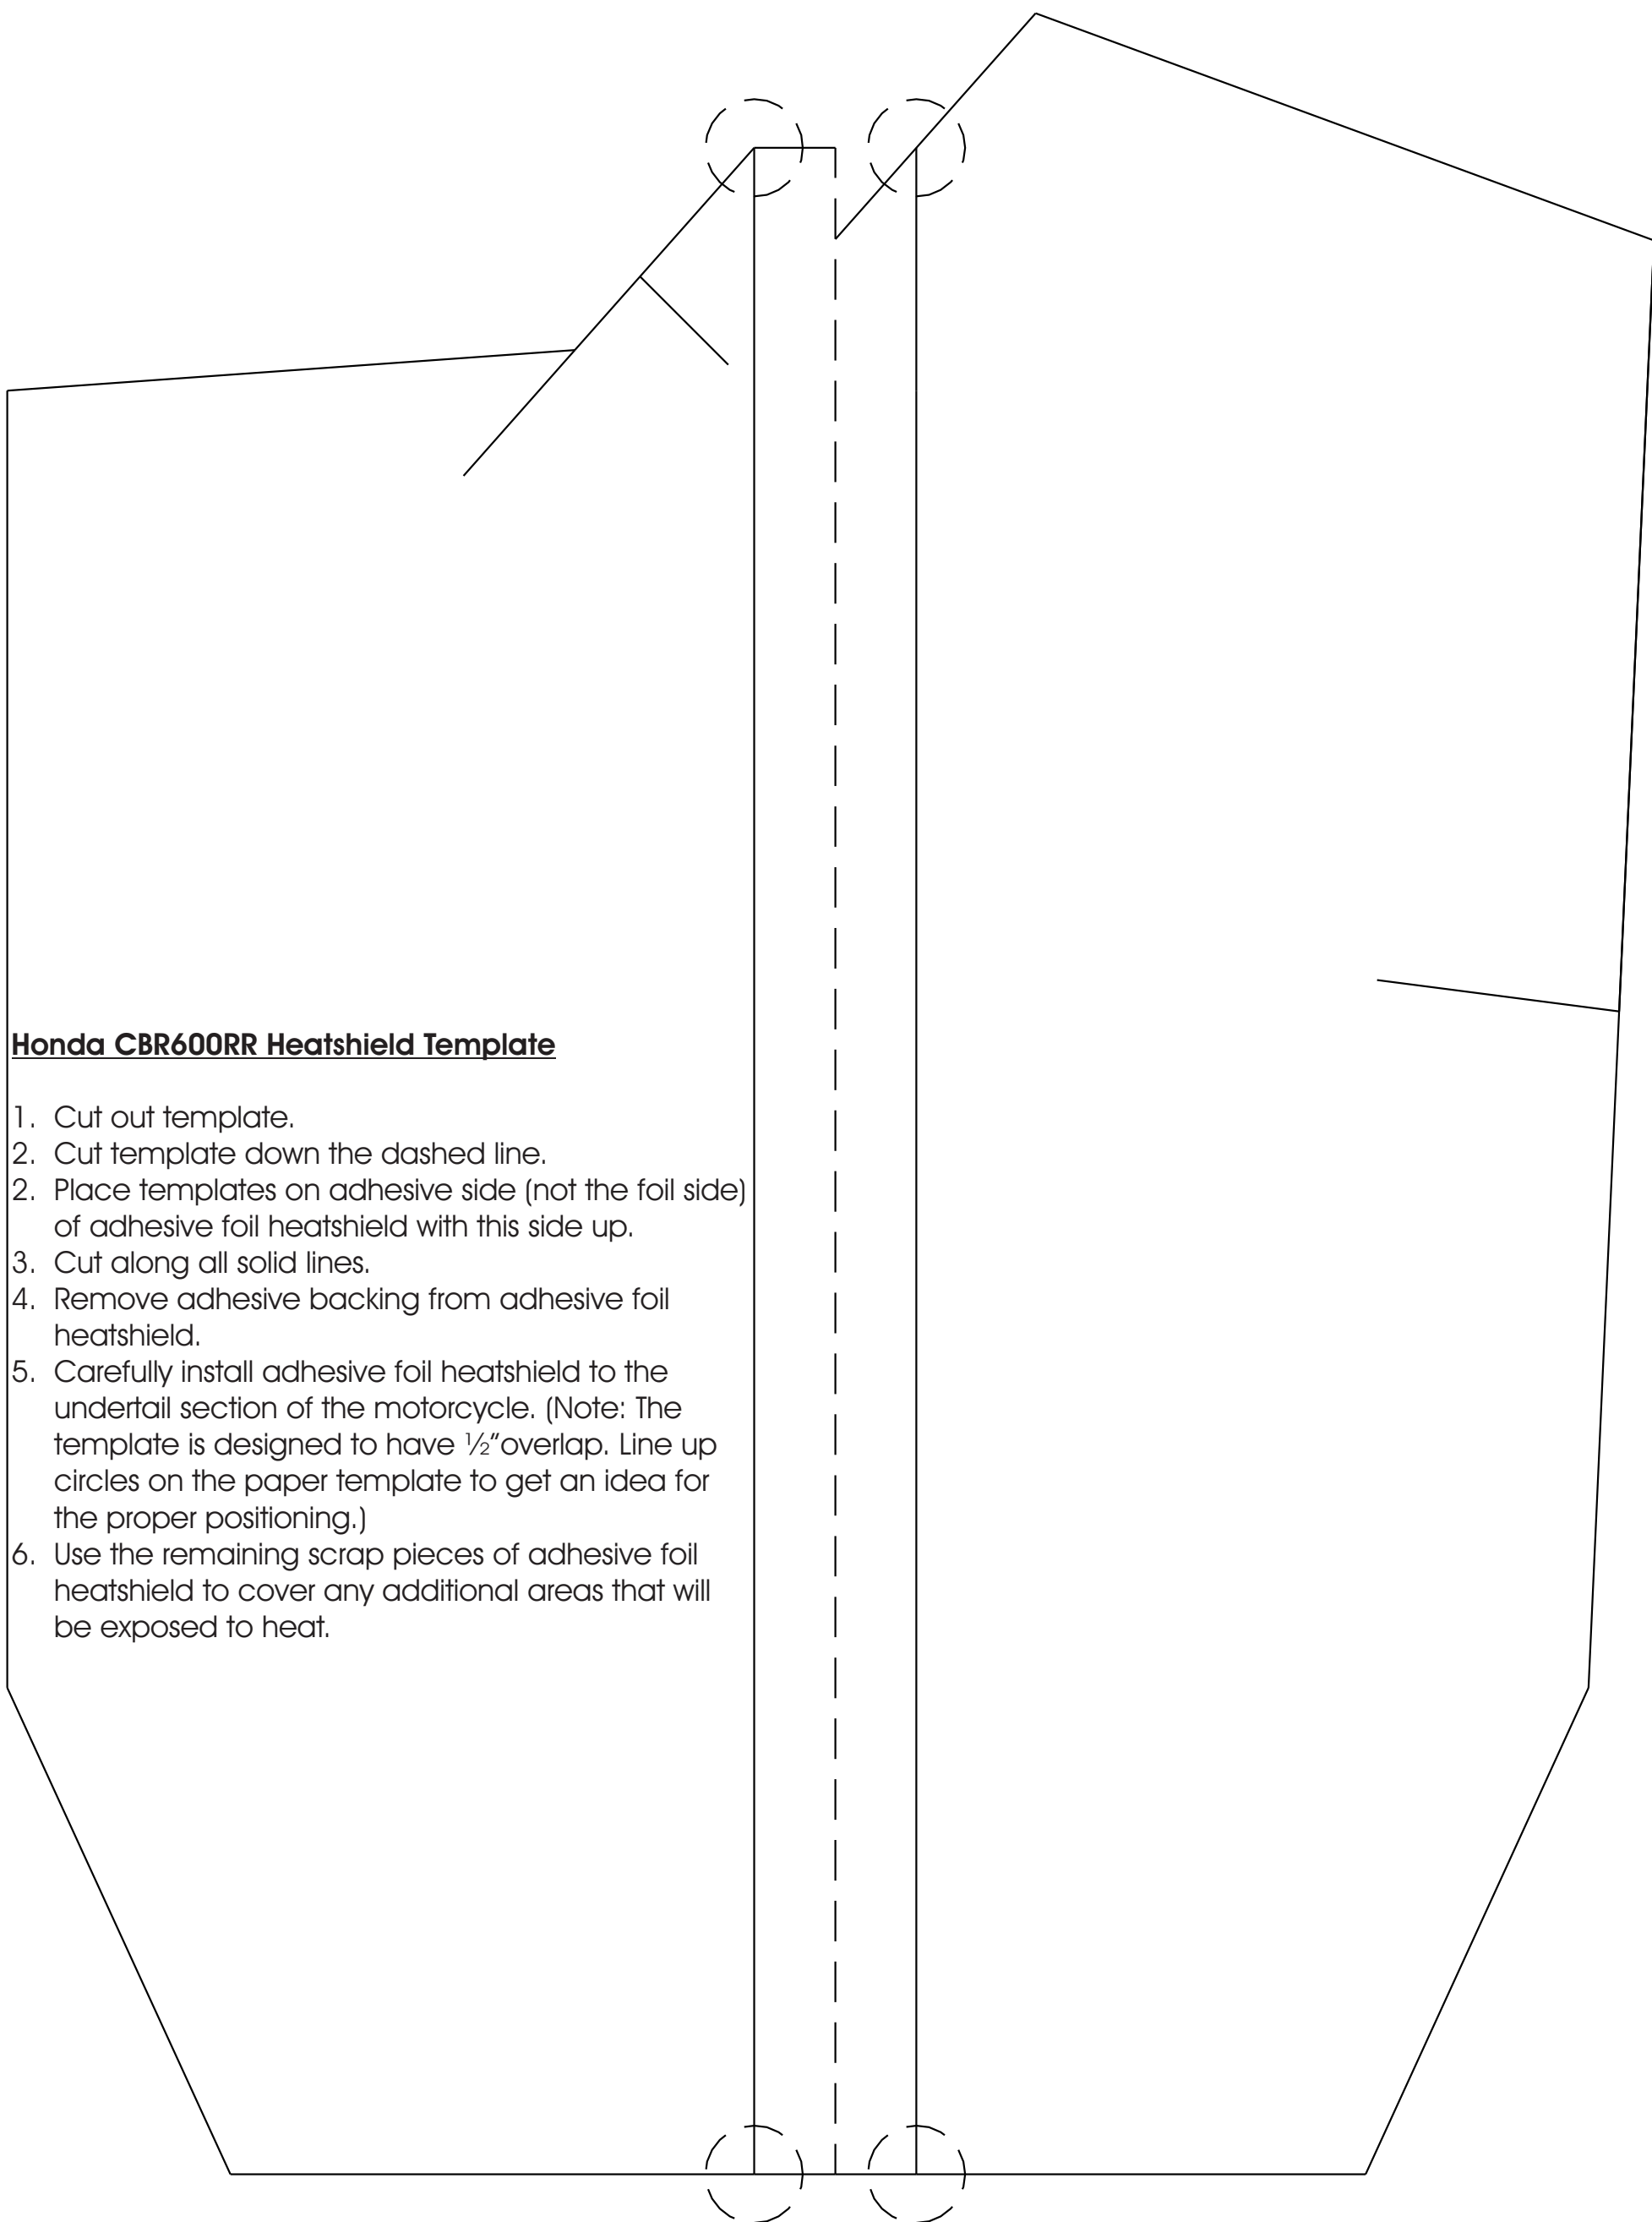 Honda CBR600RR Heatshield Template
1. Cut out template.
2. Cut template down the dashed line.
2. Place templates on adhesive side (not the foil side)
of adhesive foil heatshield with this side up.
3. Cut along all solid lines.
4. Remove adhesive backing from adhesive foil
heatshield.
5. Carefully install adhesive foil heatshield to the
undertail section of the motorcycle. (Note: The
template is designed to have ½“overlap. Line up
circles on the paper template to get an idea for
the proper positioning.)
6. Use the remaining scrap pieces of adhesive foil
heatshield to cover any additional areas that will
be exposed to heat.